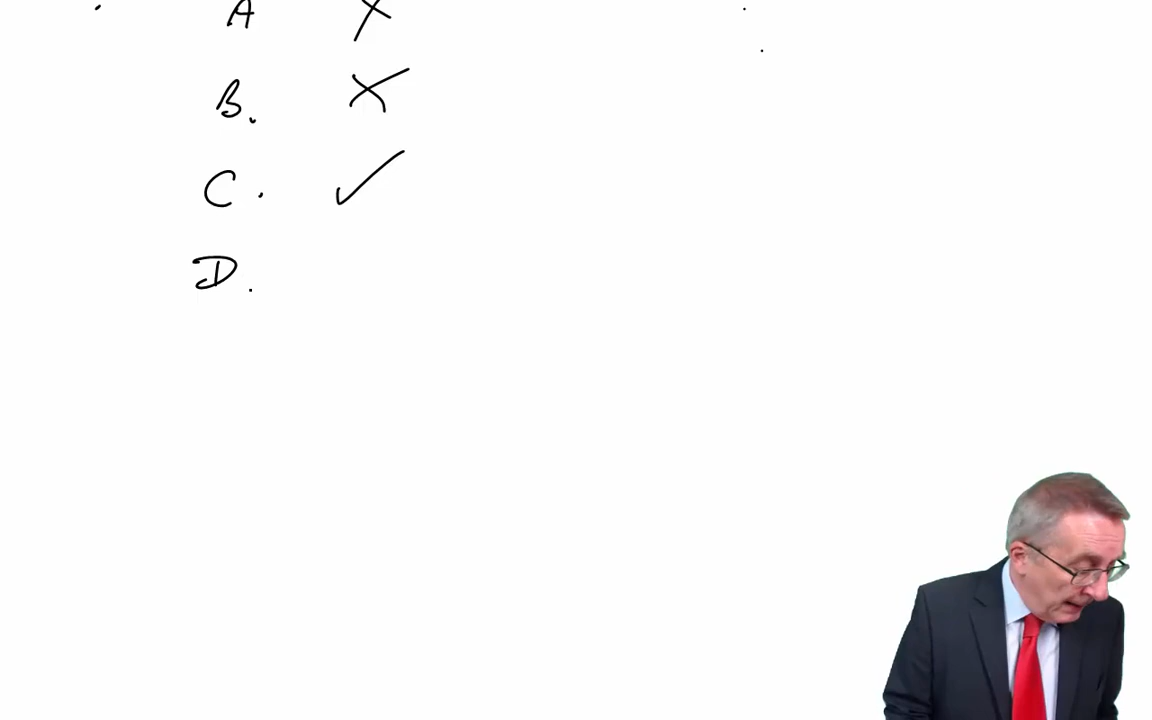 A ✗
B. ✗
C. ✓
D.